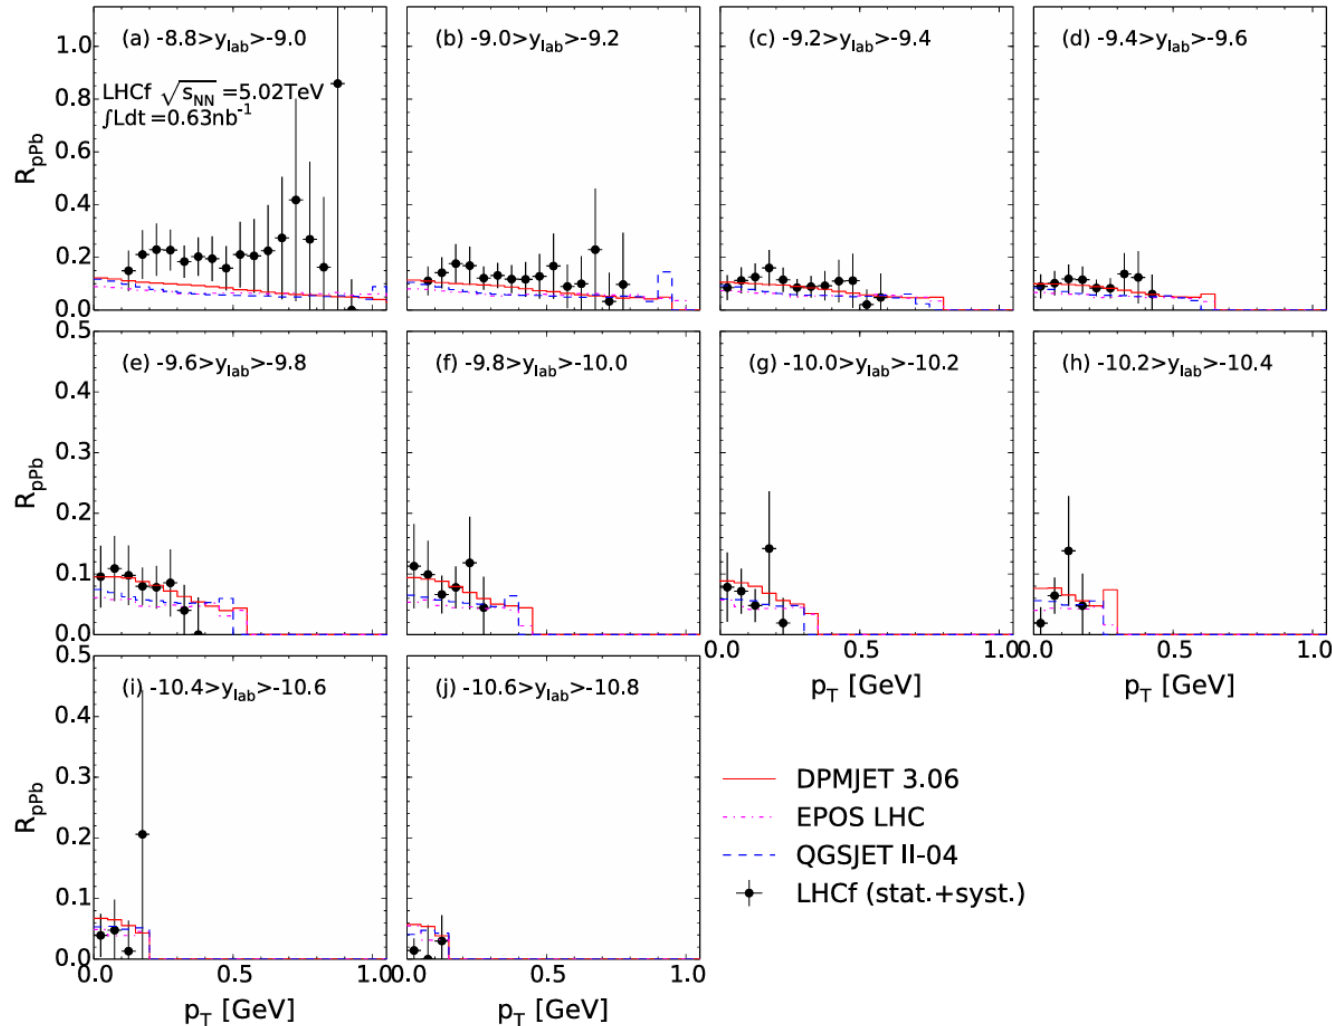 (a) -8.8>y_lab>-9.0
(b) -9.0>y_lab>-9.2
(c) -9.2>y_lab>-9.4
(d) -9.4>y_lab>-9.6
LHCf √s_NN =5.02TeV
∫Ldt=0.63nb⁻¹
1.0
0.8
0.6
0.4
0.2
0.0
R_pPb
(e) -9.6>y_lab>-9.8
(f) -9.8>y_lab>-10.0
(g) -10.0>y_lab>-10.2
(h) -10.2>y_lab>-10.4
0.5
0.4
0.3
0.2
0.1
0.0
R_pPb
0.0 0.5 1.0
p_T [GeV]
0.0 0.5 1.0
p_T [GeV]
(i) -10.4>y_lab>-10.6
(j) -10.6>y_lab>-10.8
0.5
0.4
0.3
0.2
0.1
0.0
R_pPb
0.0 0.5 1.0
p_T [GeV]
0.0 0.5 1.0
p_T [GeV]
DPMJET 3.06
EPOS LHC
QGSJET II-04
LHCf (stat.+syst.)